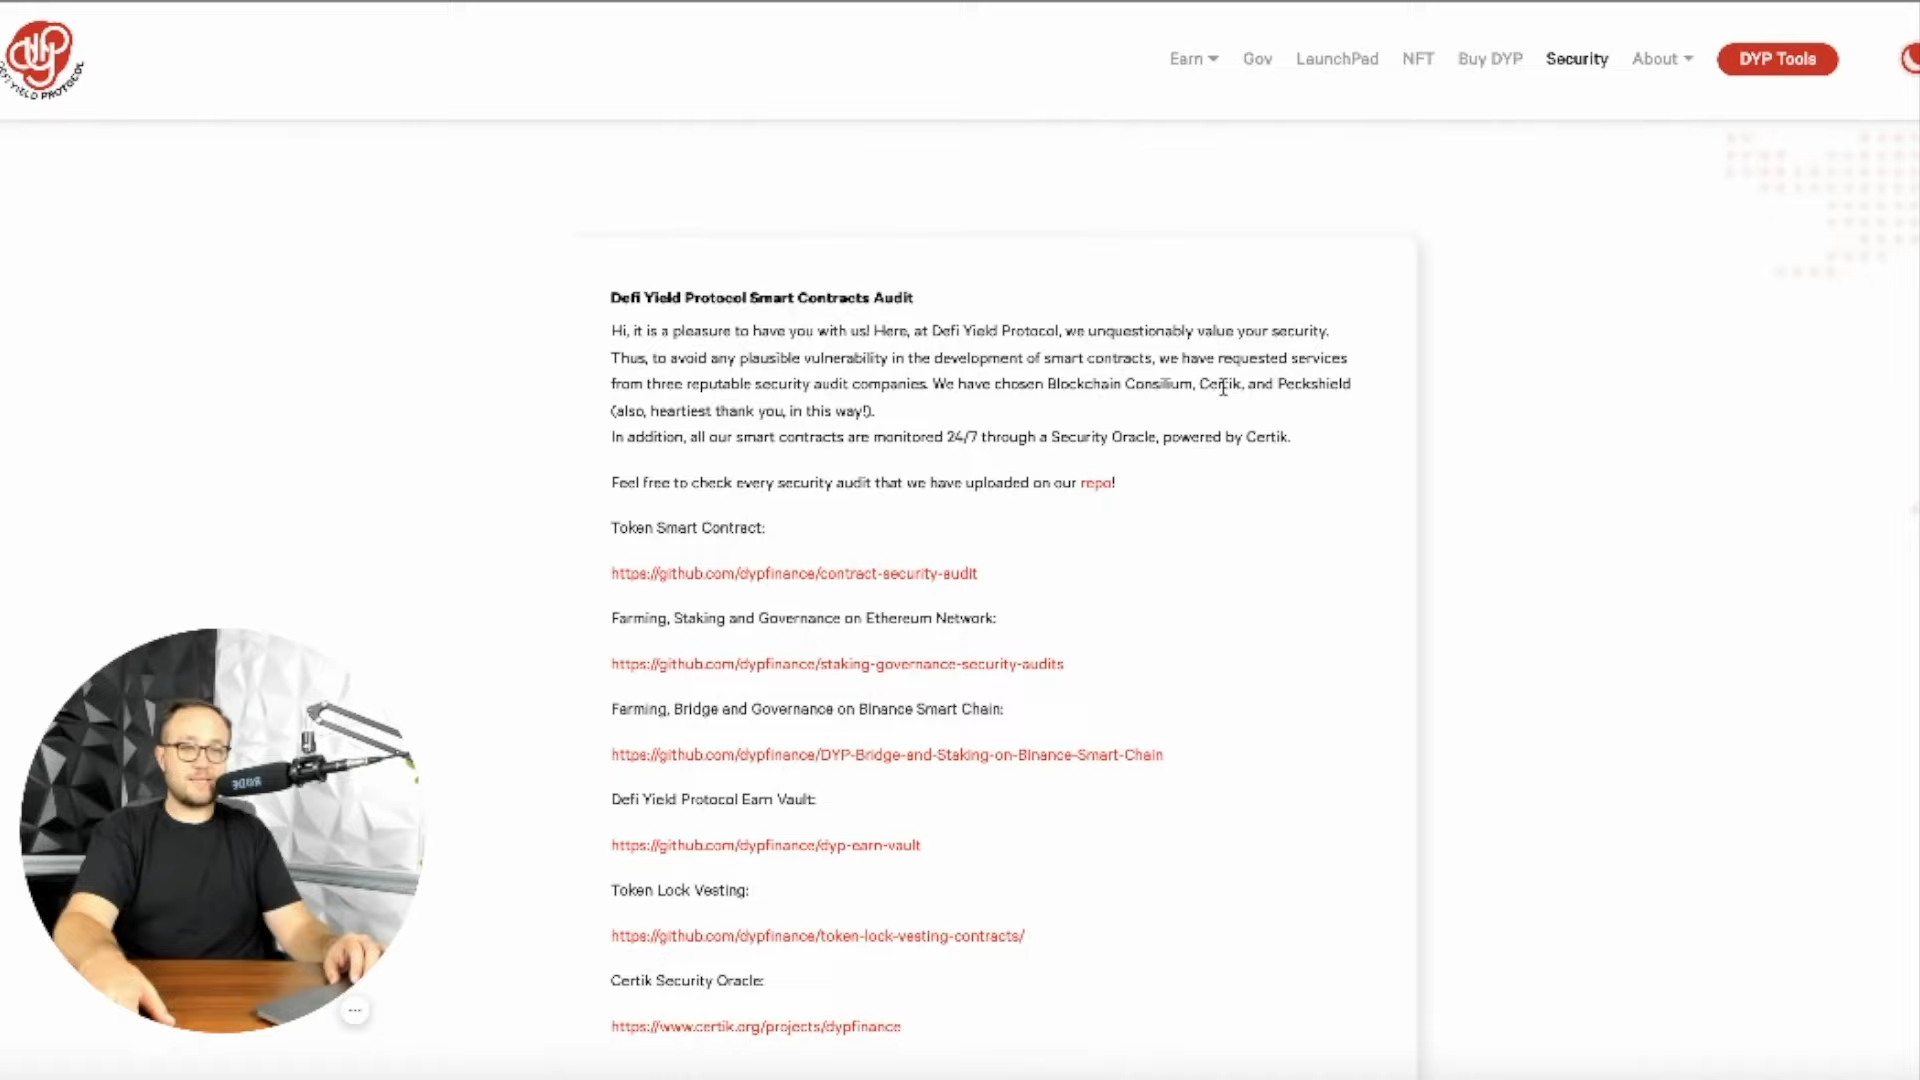 dyp
DEFI YIELD PROTOCOL
Earn
Gov
LaunchPad
NFT
Buy DYP
Security
About
DYP Tools
Defi Yield Protocol Smart Contracts Audit
Hi, it is a pleasure to have you with us! Here, at Defi Yield Protocol, we unquestionably value your security.
Thus, to avoid any plausible vulnerability in the development of smart contracts, we have requested services
from three reputable security audit companies. We have chosen Blockchain Consilium, Certik, and Peckshield
(also, heartiest thank you, in this way!).
In addition, all our smart contracts are monitored 24/7 through a Security Oracle, powered by Certik.
Feel free to check every security audit that we have uploaded on our repo!
Token Smart Contract:
https://github.com/dypfinance/contract-security-audit
Farming, Staking and Governance on Ethereum Network:
https://github.com/dypfinance/staking-governance-security-audits
Farming, Bridge and Governance on Binance Smart Chain:
https://github.com/dypfinance/DYP-Bridge-and-Staking-on-Binance-Smart-Chain
Defi Yield Protocol Earn Vault:
https://github.com/dypfinance/dyp-earn-vault
Token Lock Vesting:
https://github.com/dypfinance/token-lock-vesting-contracts/
Certik Security Oracle:
https://www.certik.org/projects/dypfinance
RODE